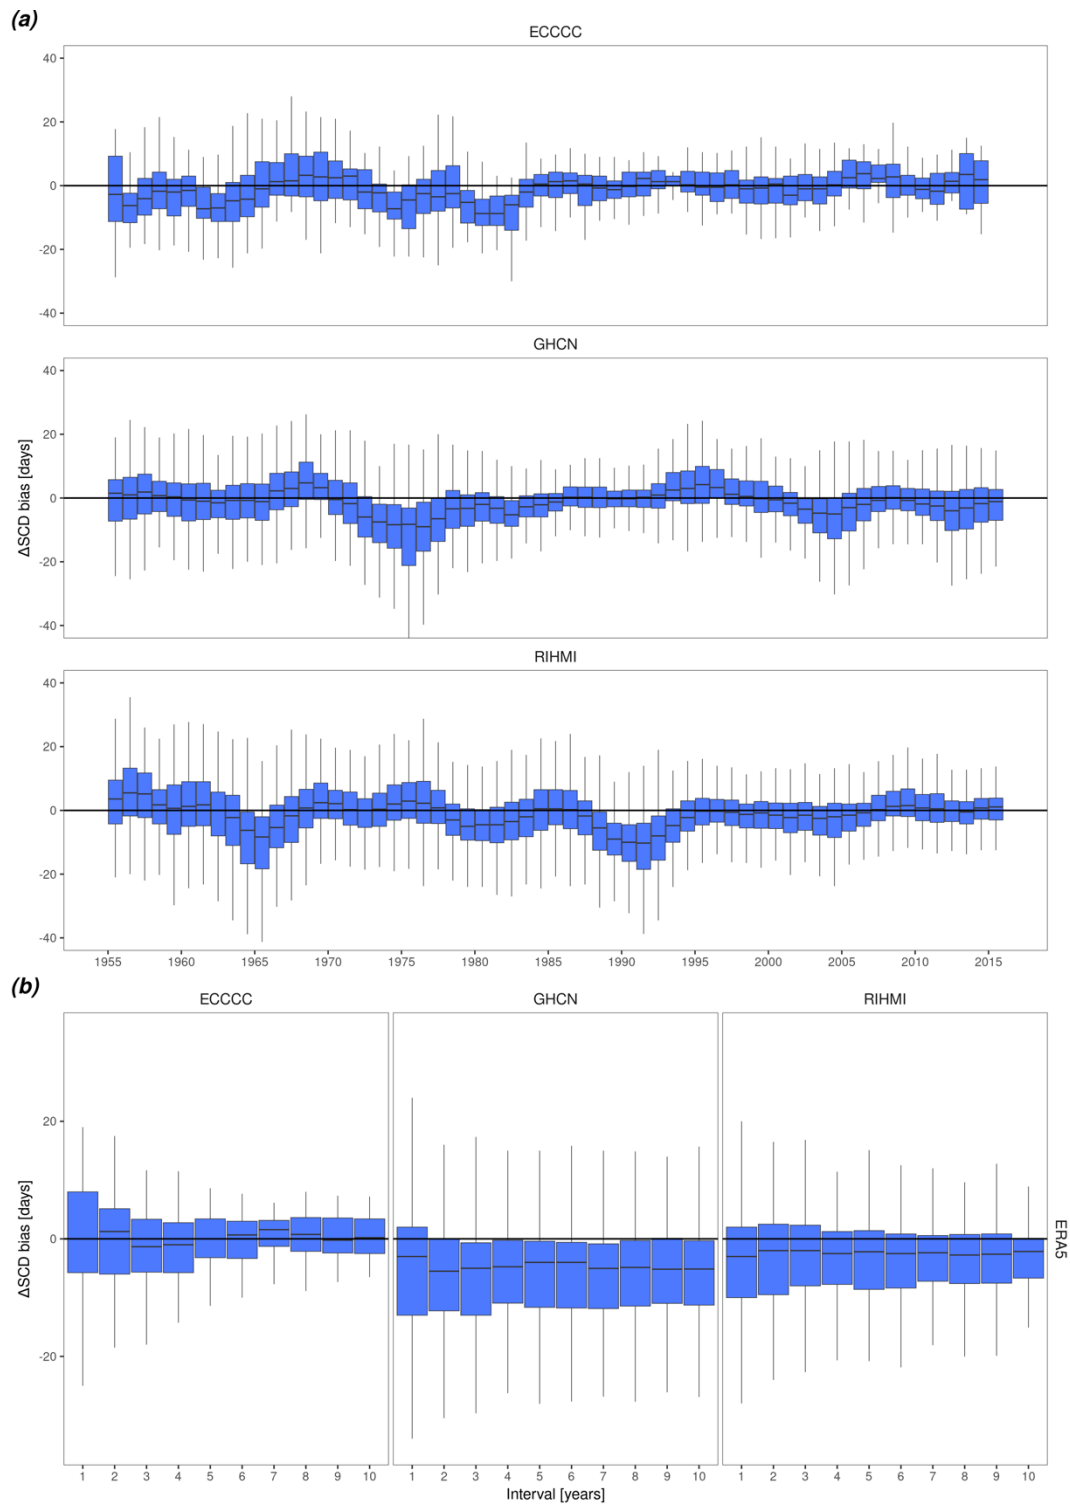 (a)
ECCCC
40
20
0
-20
-40
GHCN
40
20
0
-20
-40
ΔSCD bias [days]
RIHMI
40
20
0
-20
-40
1955 1960 1965 1970 1975 1980 1985 1990 1995 2000 2005 2010 2015
(b)
ECCCC GHCN RIHMI
20
0
-20
ΔSCD bias [days]
ERA5
1 2 3 4 5 6 7 8 9 10 1 2 3 4 5 6 7 8 9 10 1 2 3 4 5 6 7 8 9 10
Interval [years]